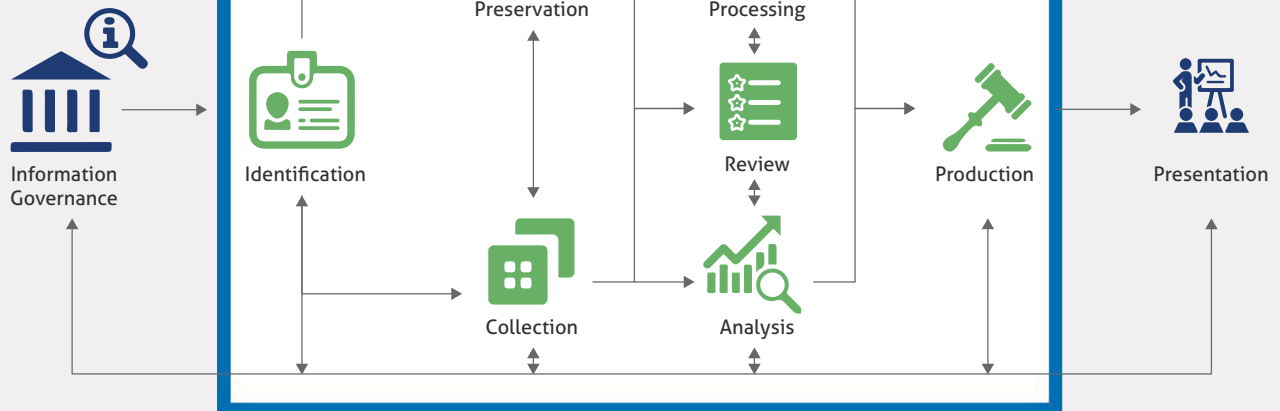 Preservation
Processing
Information
Governance
Identification
Review
Production
Presentation
Collection
Analysis